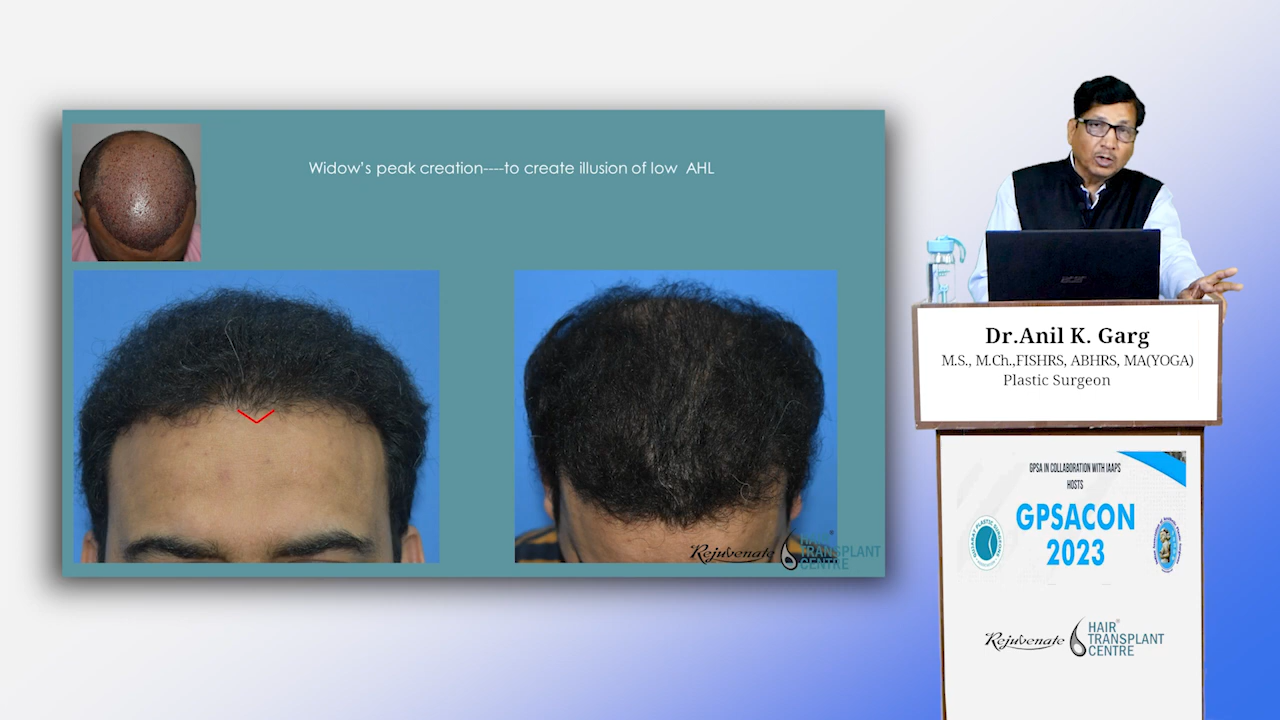 Widow's peak creation----to create illusion of low AHL
Rejuvenate
HAIR
TRANSPLANT
CENTRE
Dr.Anil K. Garg
M.S., M.Ch.,FISHRS, ABHRS, MA(YOGA)
Plastic Surgeon
GPSA IN COLLABORATION WITH IAAPS
HOSTS
GPSACON
2023
Rejuvenate
HAIR
TRANSPLANT
CENTRE